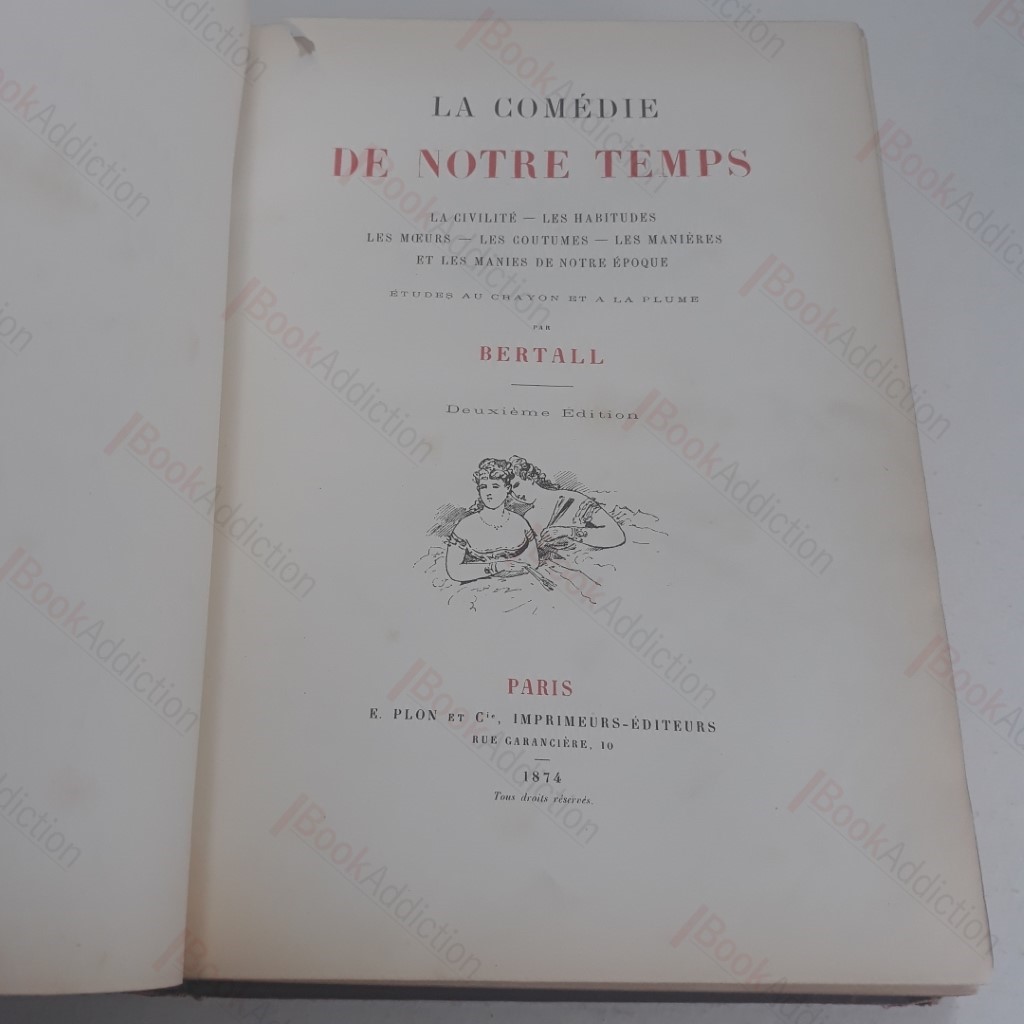 LA COMÉDIE
DE NOTRE TEMPS
LA CIVILITÉ — LES HABITUDES
LES MŒURS — LES COUTUMES — LES MANIÈRES
ET LES MANIES DE NOTRE ÉPOQUE
ÉTUDES AU CRAYON ET A LA PLUME
PAR
BERTALL
Deuxième Édition
PARIS
E. PLON ET Cie, IMPRIMEURS-ÉDITEURS
RUE GARANCIÈRE, 10
1874
Tous droits réservés.
BookAddiction